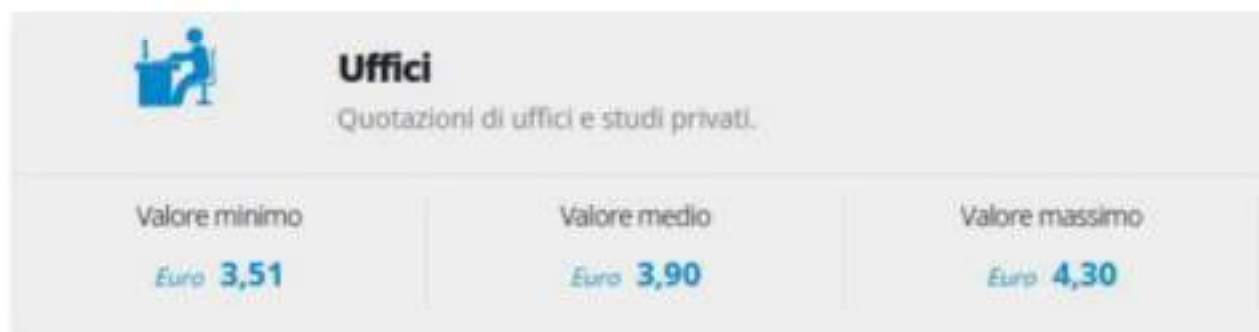 Uffici
Quotazioni di uffici e studi privati.
Valore minimo Valore medio Valore massimo
Euro 3,51 Euro 3,90 Euro 4,30